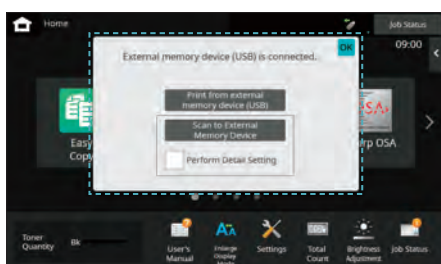 Home
Job Status
09:00
OK
External memory device (USB) is connected.
Print from external
memory device (USB)
Scan to External
Memory Device
Perform Detail Setting
Easy
Copy
rp OSA
Toner
Quantity
Bk
User's
Manual
Enlarge
Display
Mode
Settings
Total
Count
Brightness
Adjustment
Job Status